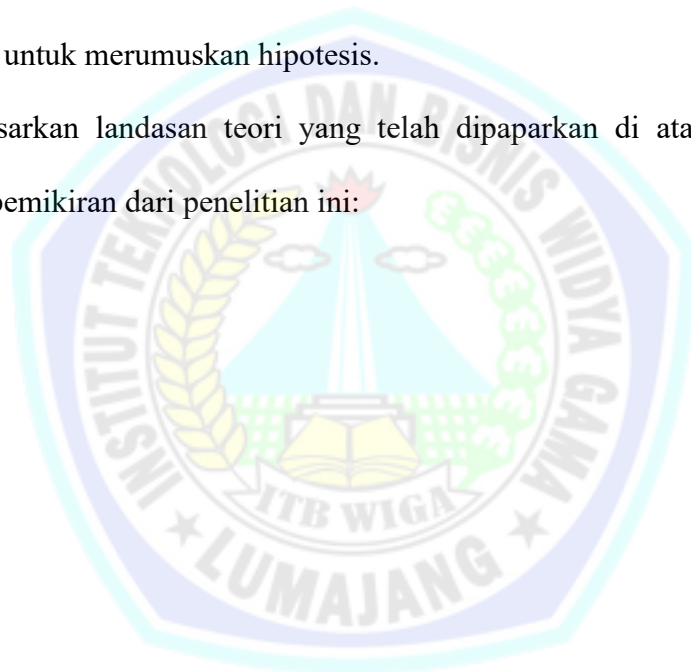 untuk merumuskan hipotesis.
sarkan landasan teori yang telah dipaparkan di ata
pemikiran dari penelitian ini:
INSTITUT TEKNOLOGI DAN BISNIS WIDYA GAMA
ITB WIGA
LUMAJANG